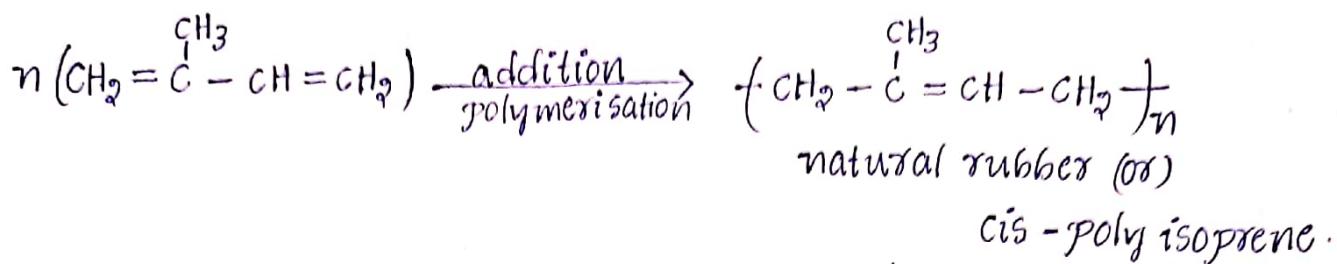 CH3 CH3
n(CH2 = C - CH = CH2) addition polymerisation → (CH2 - C = CH - CH2)n
natural rubber (or)
cis - poly isoprene.